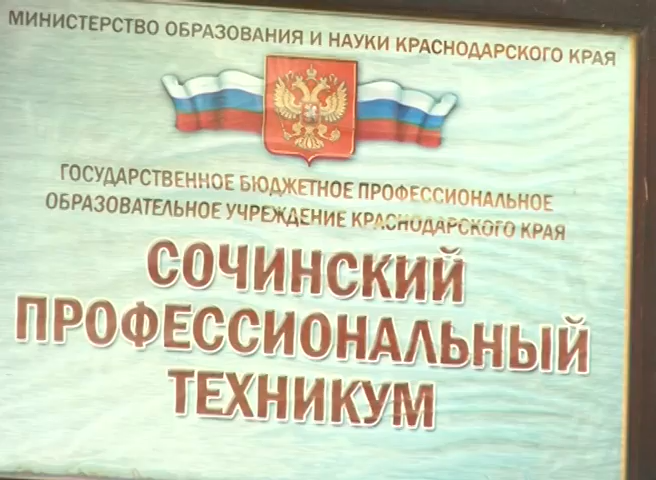 МИНИСТЕРСТВО ОБРАЗОВАНИЯ И НАУКИ КРАСНОДАРСКОГО КРАЯ
ГОСУДАРСТВЕННОЕ БЮДЖЕТНОЕ ПРОФЕССИОНАЛЬНОЕ
ОБРАЗОВАТЕЛЬНОЕ УЧРЕЖДЕНИЕ КРАСНОДАРСКОГО КРАЯ
СОЧИНСКИЙ
ПРОФЕССИОНАЛЬНЫЙ
ТЕХНИКУМ